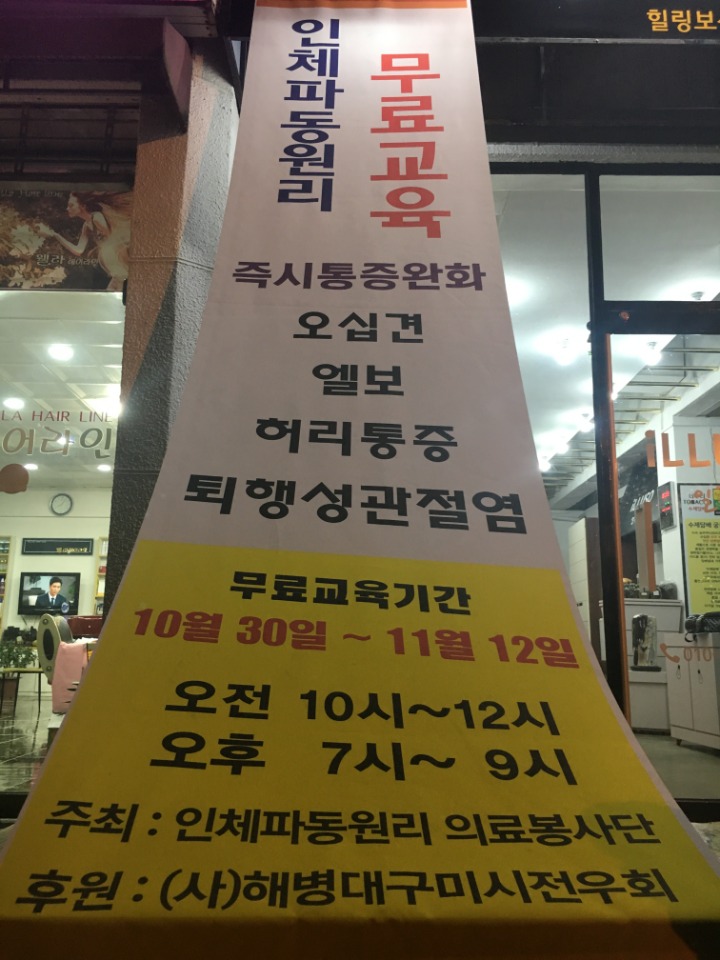 인체파동원리
무료교육
즉시통증완화
오십견
엘보
허리통증
퇴행성관절염
무료교육기간
10월 30일 ~ 11월 12일
오전 10시~12시
오후 7시~ 9시
주최 : 인체파동원리 의료봉사단
후원 : (사)해병대구미시전우회
힐링보
LA HAIR LINE
어라인
iLL
010